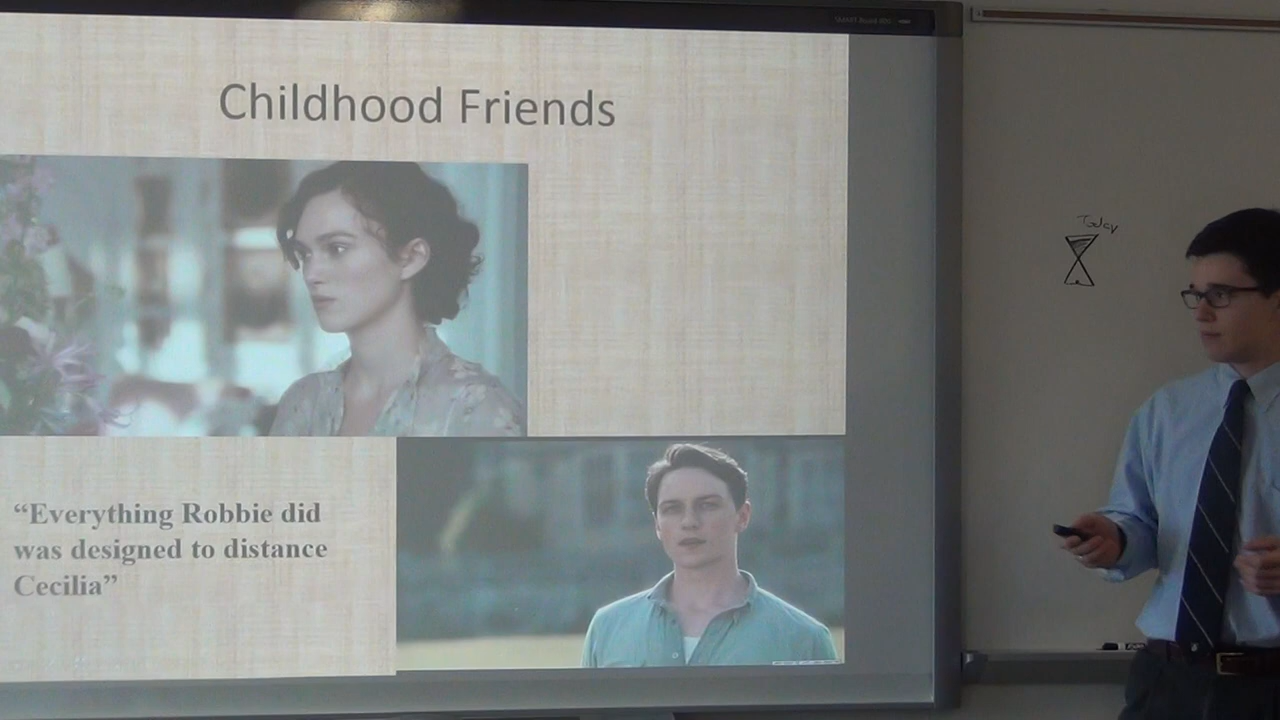 Childhood Friends
“Everything Robbie did
was designed to distance
Cecilia”
Today